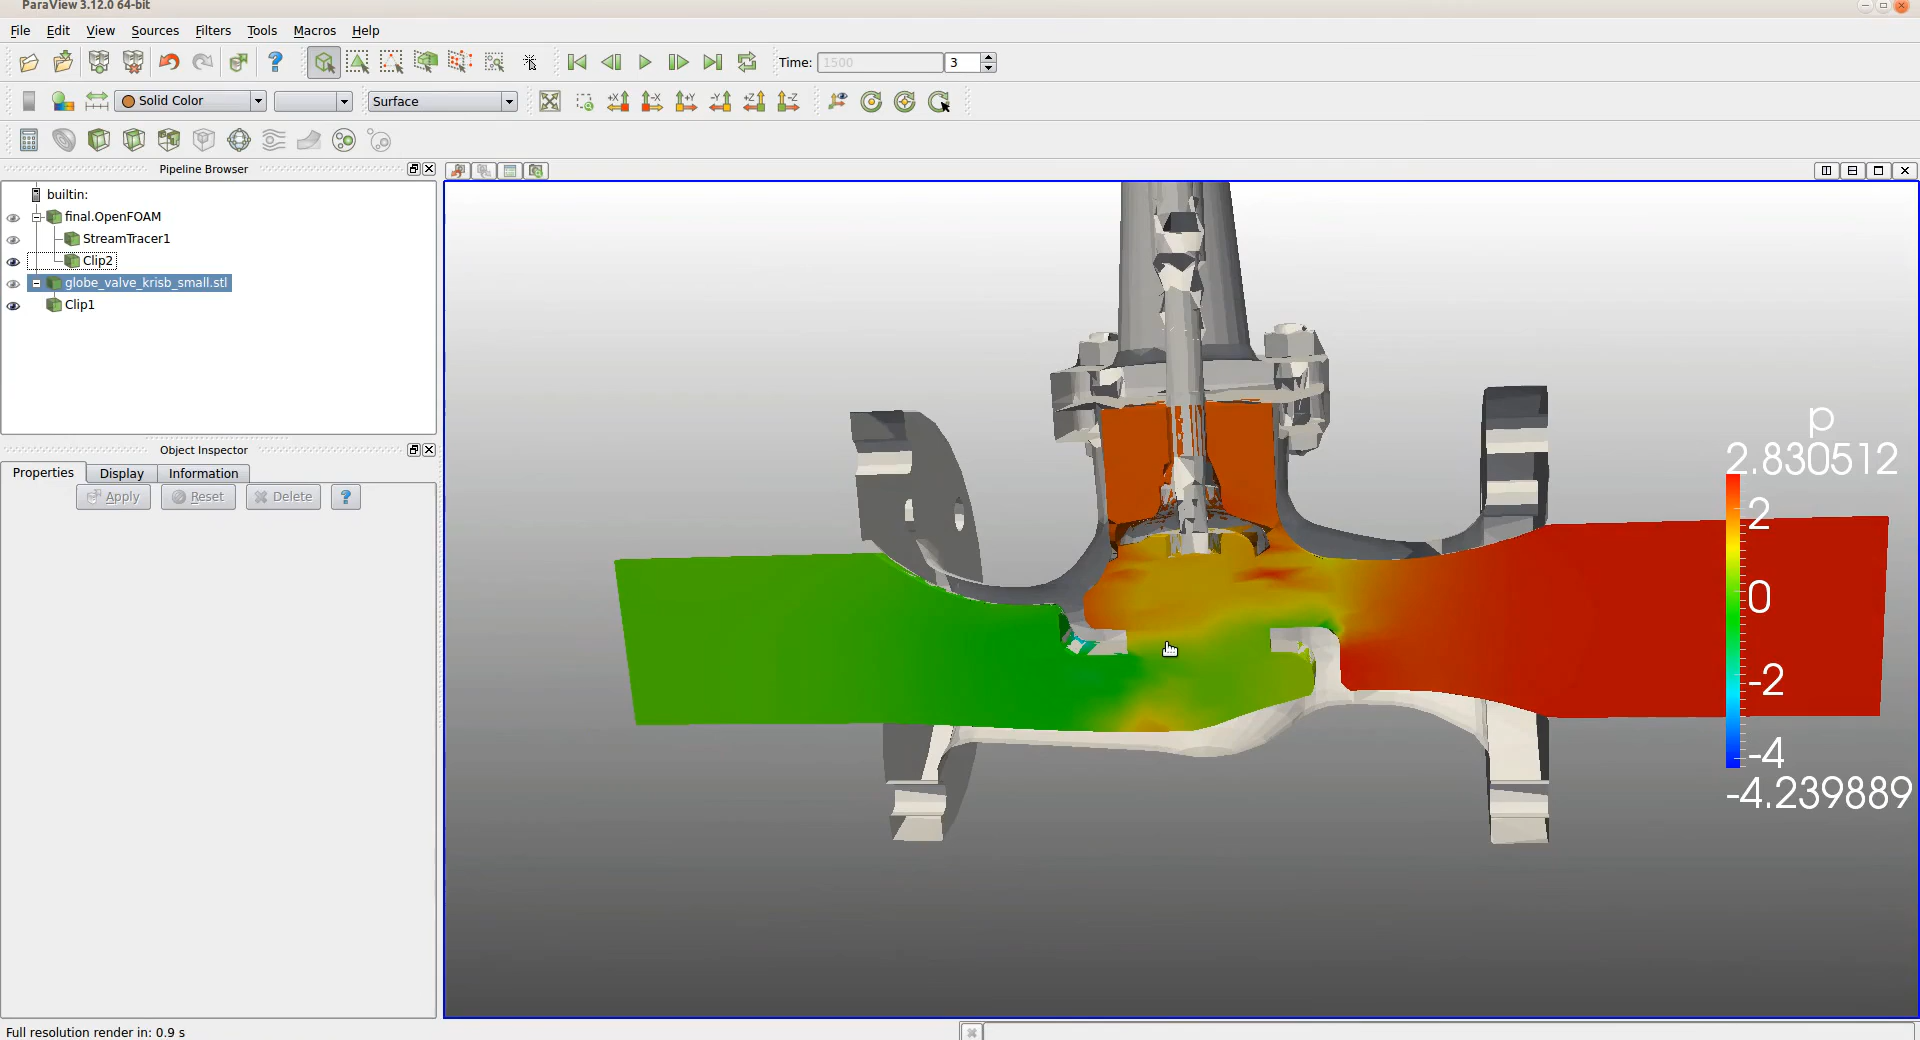 ParaView 3.12.0 64-bit
File Edit View Sources Filters Tools Macros Help
Time: 1500 3
Solid Color Surface
+X -X +Y -Y +Z -Z
Pipeline Browser
builtin:
final.OpenFOAM
StreamTracer1
Clip2
globe_valve_krisb_small.stl
Clip1
Object Inspector
Properties Display Information
Apply Reset Delete ?
p
2.830512
2
0
-2
-4
-4.239889
Full resolution render in: 0.9 s